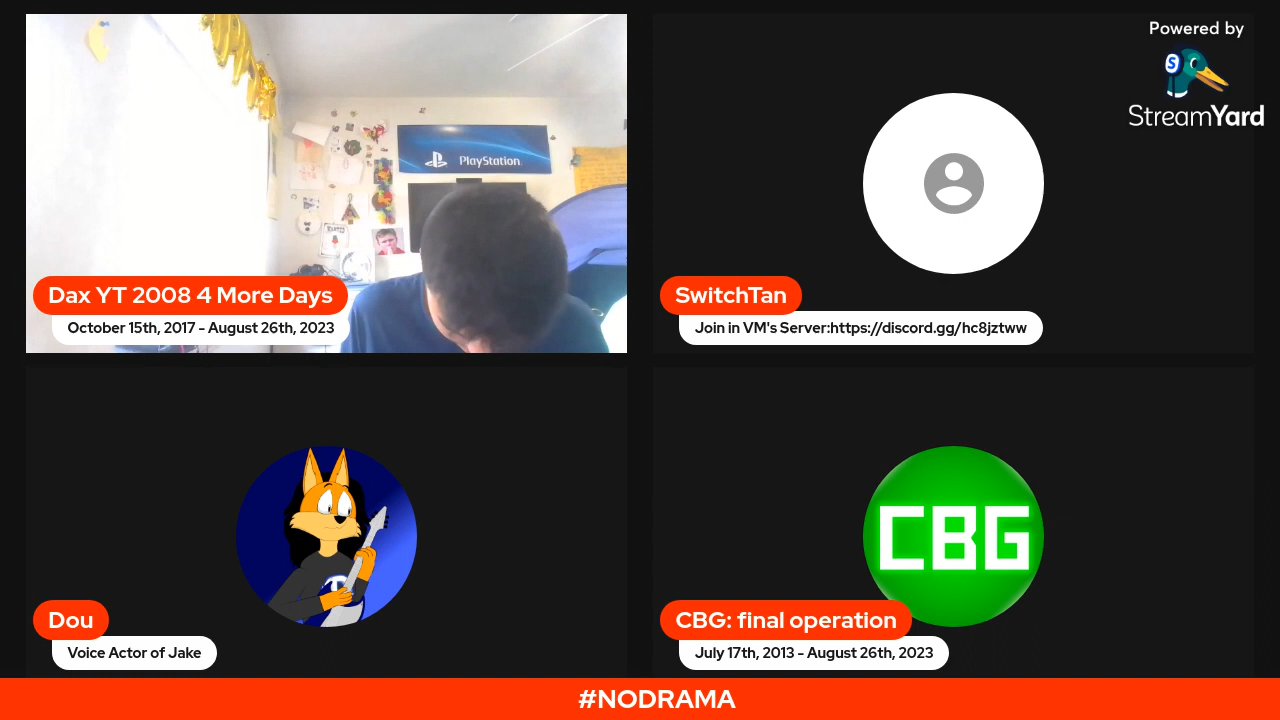 Powered by
StreamYard
PlayStation
WANTED
Dax YT 2008 4 More Days
October 15th, 2017 - August 26th, 2023
SwitchTan
Join in VM's Server:https://discord.gg/hc8jztww
CBG
Dou
Voice Actor of Jake
CBG: final operation
July 17th, 2013 - August 26th, 2023
#NODRAMA